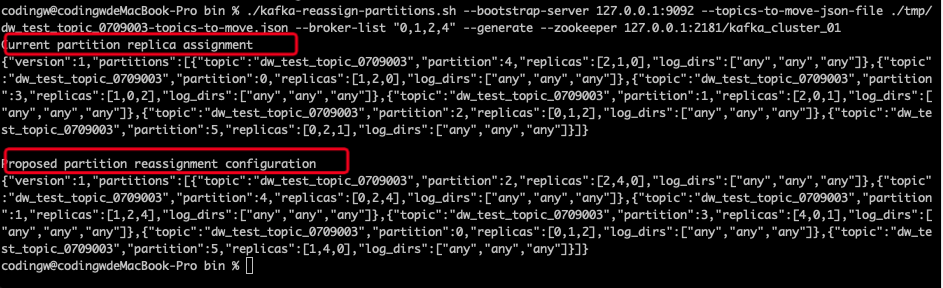 codingw@codingwdeMacBook-Pro bin % ./kafka-reassign-partitions.sh --bootstrap-server 127.0.0.1:9092 --topics-to-move-json-file ./tmp/
dw_test_topic_0709003-topics-to-move.json --broker-list "0,1,2,4" --generate --zookeeper 127.0.0.1:2181/kafka_cluster_01
Current partition replica assignment
{"version":1,"partitions":[{"topic":"dw_test_topic_0709003","partition":4,"replicas":[2,1,0],"log_dirs":["any","any","any"]},{"topic
":"dw_test_topic_0709003","partition":0,"replicas":[1,2,0],"log_dirs":["any","any","any"]},{"topic":"dw_test_topic_0709003","partition
":3,"replicas":[1,0,2],"log_dirs":["any","any","any"]},{"topic":"dw_test_topic_0709003","partition":1,"replicas":[2,0,1],"log_dirs":["
any","any","any"]},{"topic":"dw_test_topic_0709003","partition":2,"replicas":[0,1,2],"log_dirs":["any","any","any"]},{"topic":"dw_te
st_topic_0709003","partition":5,"replicas":[0,2,1],"log_dirs":["any","any","any"]}]}
Proposed partition reassignment configuration
{"version":1,"partitions":[{"topic":"dw_test_topic_0709003","partition":2,"replicas":[2,4,0],"log_dirs":["any","any","any"]},{"topic
":"dw_test_topic_0709003","partition":4,"replicas":[0,2,4],"log_dirs":["any","any","any"]},{"topic":"dw_test_topic_0709003","partition
":1,"replicas":[1,2,4],"log_dirs":["any","any","any"]},{"topic":"dw_test_topic_0709003","partition":3,"replicas":[4,0,1],"log_dirs":[
"any","any","any"]},{"topic":"dw_test_topic_0709003","partition":0,"replicas":[0,1,2],"log_dirs":["any","any","any"]},{"topic":"dw_te
st_topic_0709003","partition":5,"replicas":[1,4,0],"log_dirs":["any","any","any"]}]}
codingw@codingwdeMacBook-Pro bin %